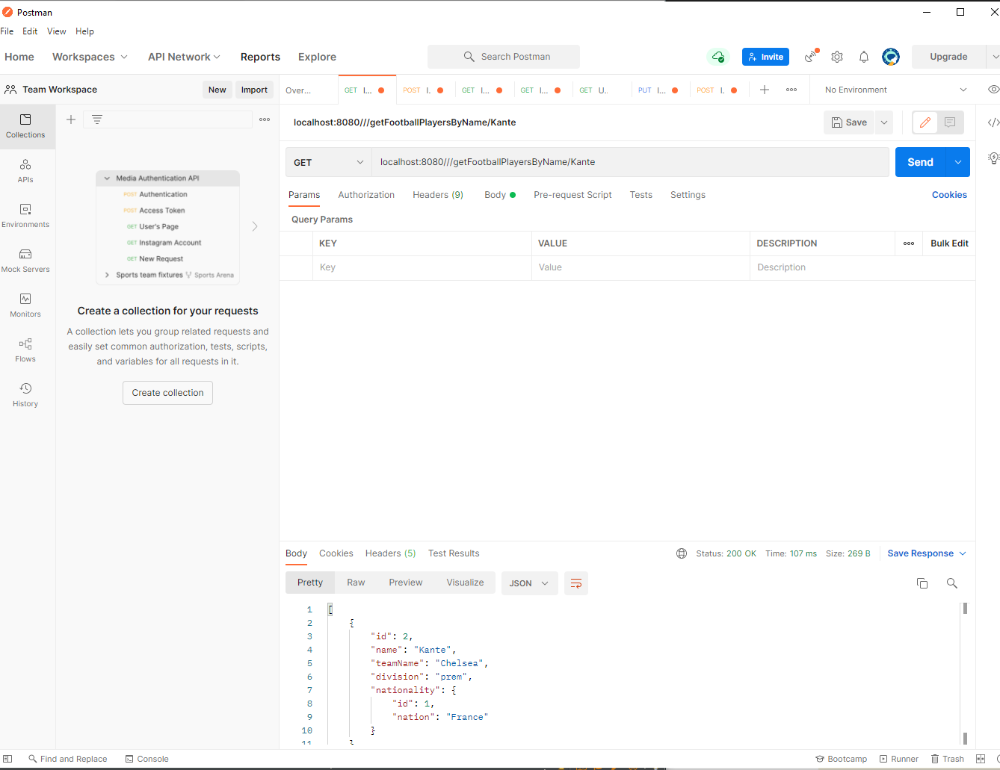 Postman
File Edit View Help
Home Workspaces API Network Reports Explore Search Postman Invite Upgrade
Team Workspace New Import Over... GET I... POST I. GET I... GET I... GET U. PUT I... POST I. No Environment
localhost:8080///getFootballPlayersByName/Kante Save
GET localhost:8080///getFootballPlayersByName/Kante Send
Params Authorization Headers (9) Body Pre-request Script Tests Settings Cookies
Query Params
KEY VALUE DESCRIPTION Bulk Edit
Key Value Description
Collections
APIs
Environments
Mock Servers
Monitors
Flows
History
Media Authentication API
POST Authentication
POST Access Token
GET User's Page
GET Instagram Account
GET New Request
Sports team fixtures Sports Arena
Create a collection for your requests
A collection lets you group related requests and
easily set common authorization, tests, scripts,
and variables for all requests in it.
Create collection
Body Cookies Headers (5) Test Results Status: 200 OK Time: 107 ms Size: 269 B Save Response
Pretty Raw Preview Visualize JSON
1 [
2 {
3 "id": 2,
4 "name": "Kante",
5 "teamName": "Chelsea",
6 "division": "prem",
7 "nationality": {
8 "id": 1,
9 "nation": "France"
10 }
11 }
Find and Replace Console Bootcamp Runner Trash